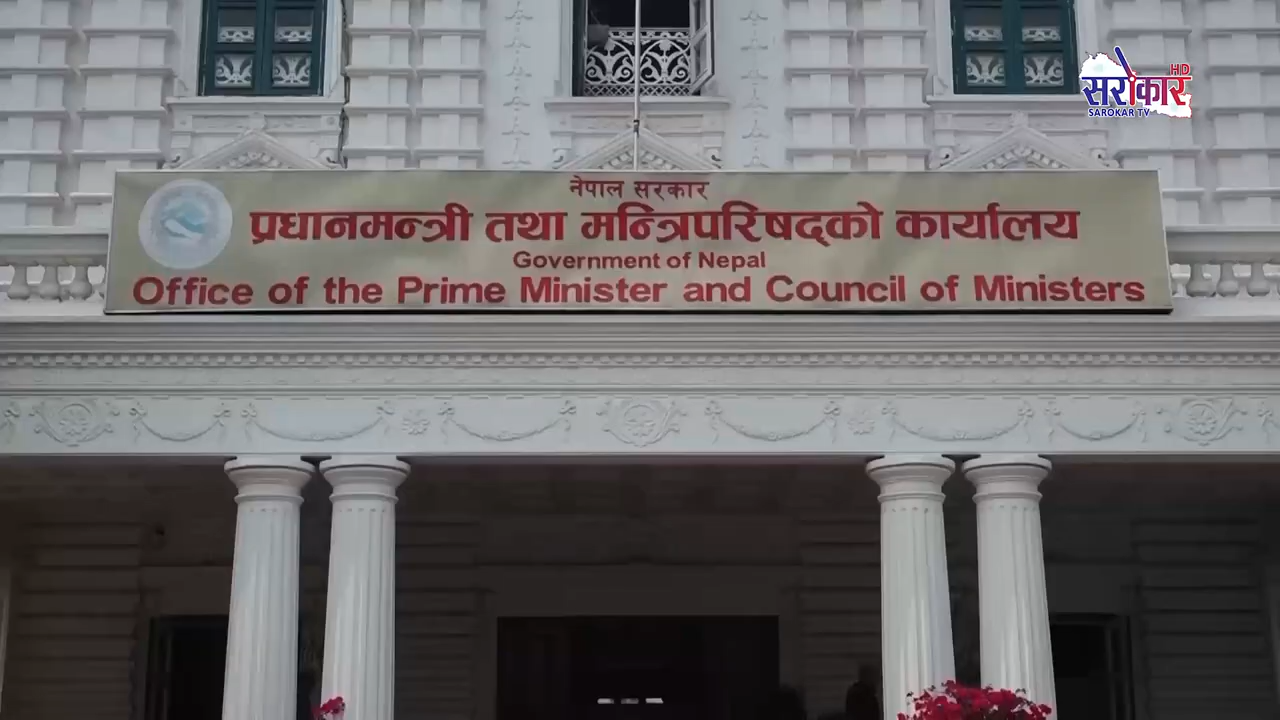 सरोकार HD
SAROKAR TV
नेपाल सरकार
प्रधानमन्त्री तथा मन्त्रिपरिषद्को कार्यालय
Government of Nepal
Office of the Prime Minister and Council of Ministers